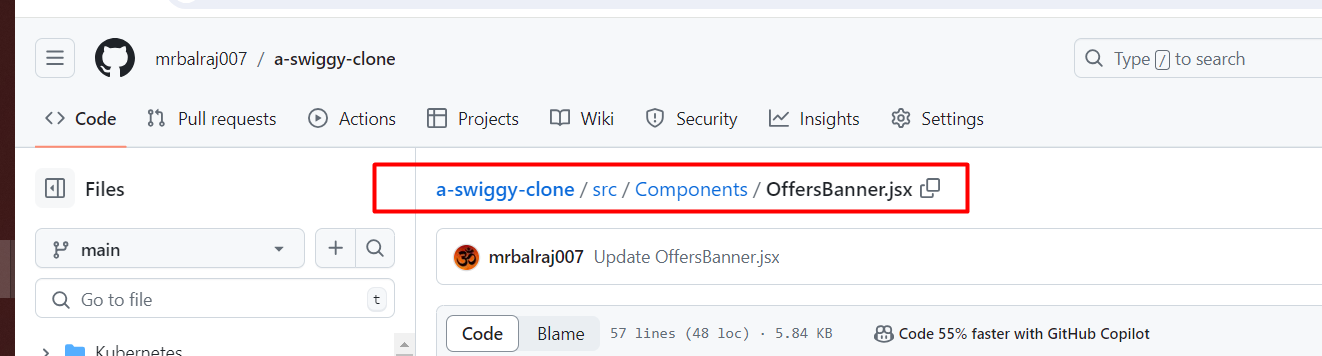 mrbalraj007 / a-swiggy-clone
Type / to search
Code Pull requests Actions Projects Wiki Security Insights Settings
Files
a-swiggy-clone / src / Components / OffersBanner.jsx
main
mrbalraj007 Update OffersBanner.jsx
Go to file t
Code Blame 57 lines (48 loc) · 5.84 KB Code 55% faster with GitHub Copilot
Kubernetes